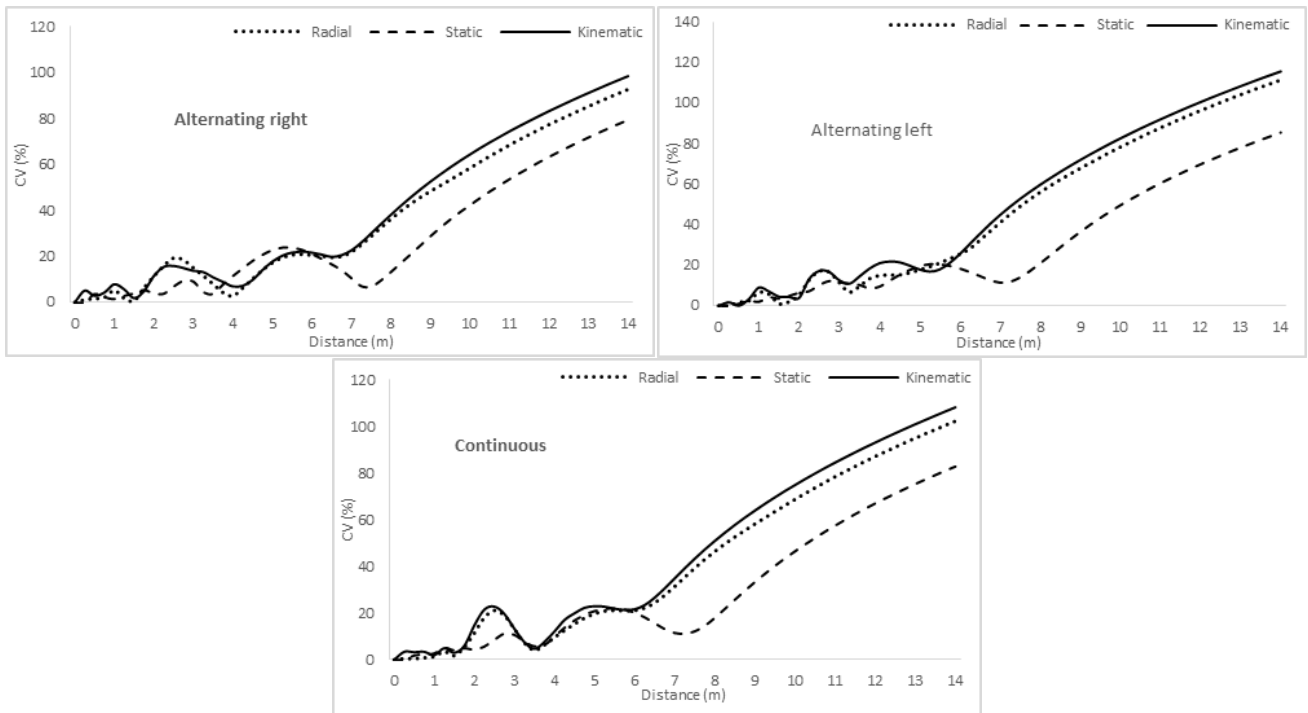 Radial Static Kinematic
Alternating right
CV (%)
120
100
80
60
40
20
0
0 1 2 3 4 5 6 7 8 9 10 11 12 13 14
Distance (m)
Radial Static Kinematic
Alternating left
CV (%)
140
120
100
80
60
40
20
0
0 1 2 3 4 5 6 7 8 9 10 11 12 13 14
Distance (m)
Radial Static Kinematic
Continuous
CV (%)
120
100
80
60
40
20
0
0 1 2 3 4 5 6 7 8 9 10 11 12 13 14
Distance (m)